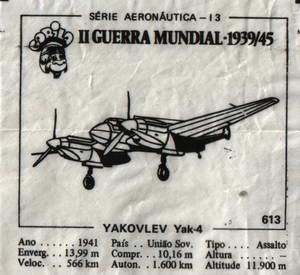 SÉRIE AERONÁUTICA - 13
II GUERRA MUNDIAL - 1939/45
613
YAKOVLEV Yak-4
Ano ...... 1941 País .. União Sov. Tipo .... Assalto
Enverg. . 13,99 m Compr... 10,16 m Altura ..........
Veloc. .. 566 km Auton. . 1.600 km Altitude 11.900 m